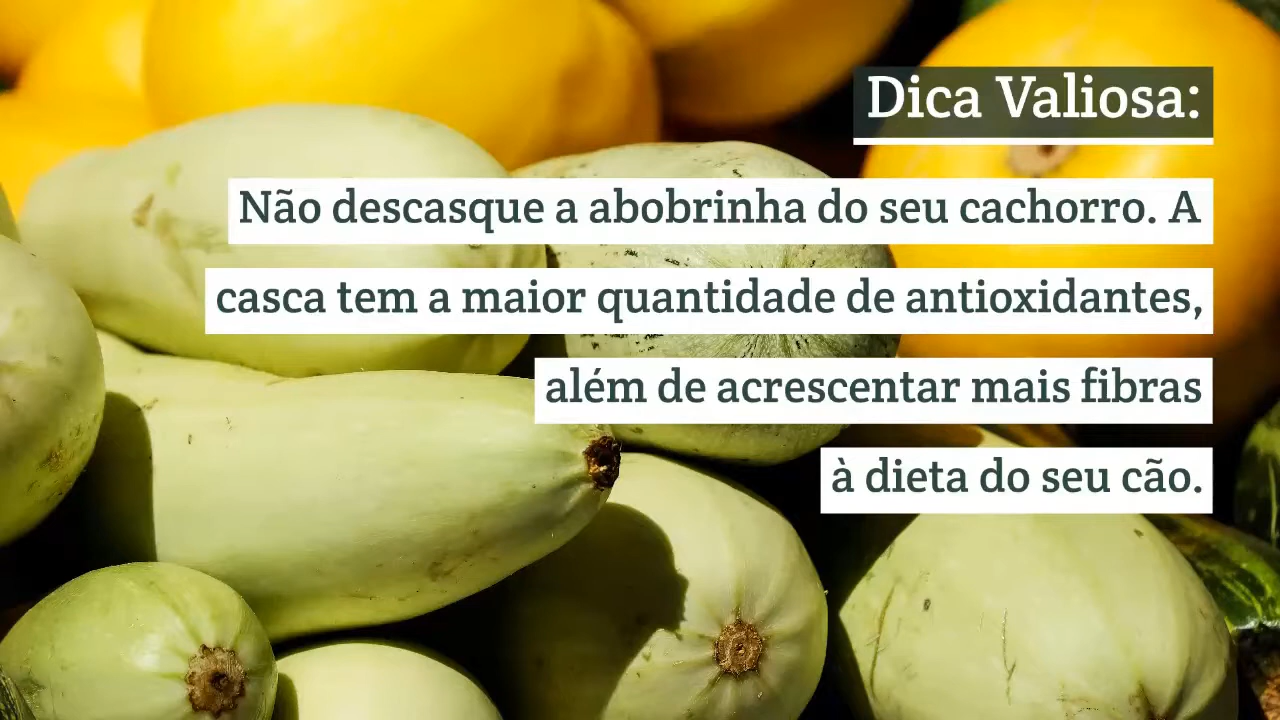 Dica Valiosa:
Não descasque a abobrinha do seu cachorro. A
casca tem a maior quantidade de antioxidantes,
além de acrescentar mais fibras
à dieta do seu cão.